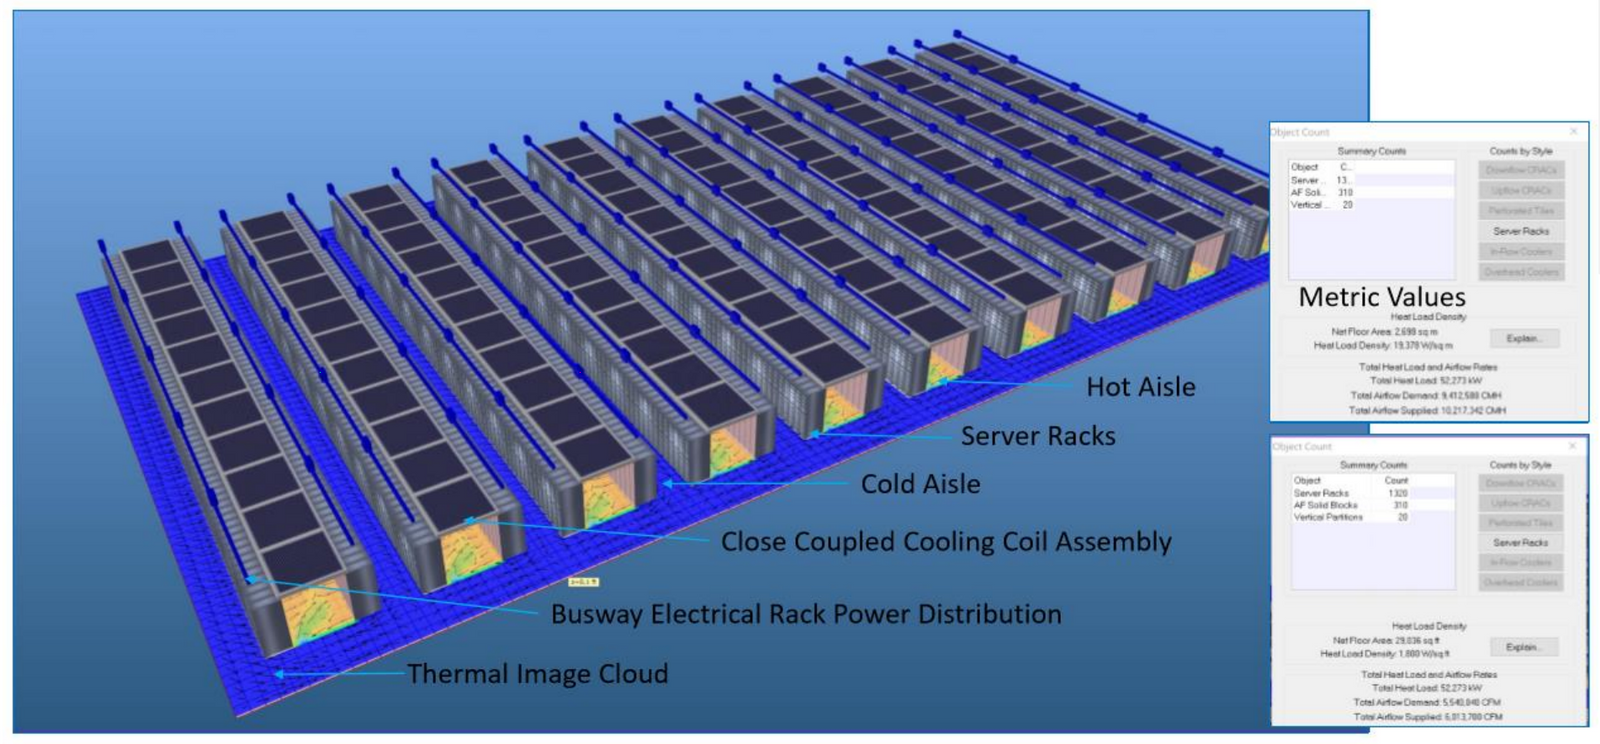 Hot Aisle
Server Racks
Cold Aisle
Close Coupled Cooling Coil Assembly
Busway Electrical Rack Power Distribution
Thermal Image Cloud
Object Count
Summary Counts
Counts by Style
Object C...
Server ... 13...
AF Soli... 310
Vertical ... 20
Downflow CRACs
Upflow CRACs
Perforated Tiles
Server Racks
In-Row Coolers
Overhead Coolers
Metric Values
Heat Load Density
Net Floor Area: 2,698 sq m
Heat Load Density: 19,378 W/sq m
Explain...
Total Heat Load and Airflow Rates
Total Heat Load: 52,273 kW
Total Airflow Demand: 9,412,588 CMH
Total Airflow Supplied: 10,217,342 CMH
Object Count
Summary Counts
Counts by Style
Object Count
Server Racks 1320
AF Solid Blocks 310
Vertical Partitions 20
Downflow CRACs
Upflow CRACs
Perforated Tiles
Server Racks
In-Row Coolers
Overhead Coolers
Heat Load Density
Net Floor Area: 29,036 sq ft
Heat Load Density: 1,800 W/sq ft
Explain...
Total Heat Load and Airflow Rates
Total Heat Load: 52,273 kW
Total Airflow Demand: 5,540,040 CFM
Total Airflow Supplied: 6,013,700 CFM